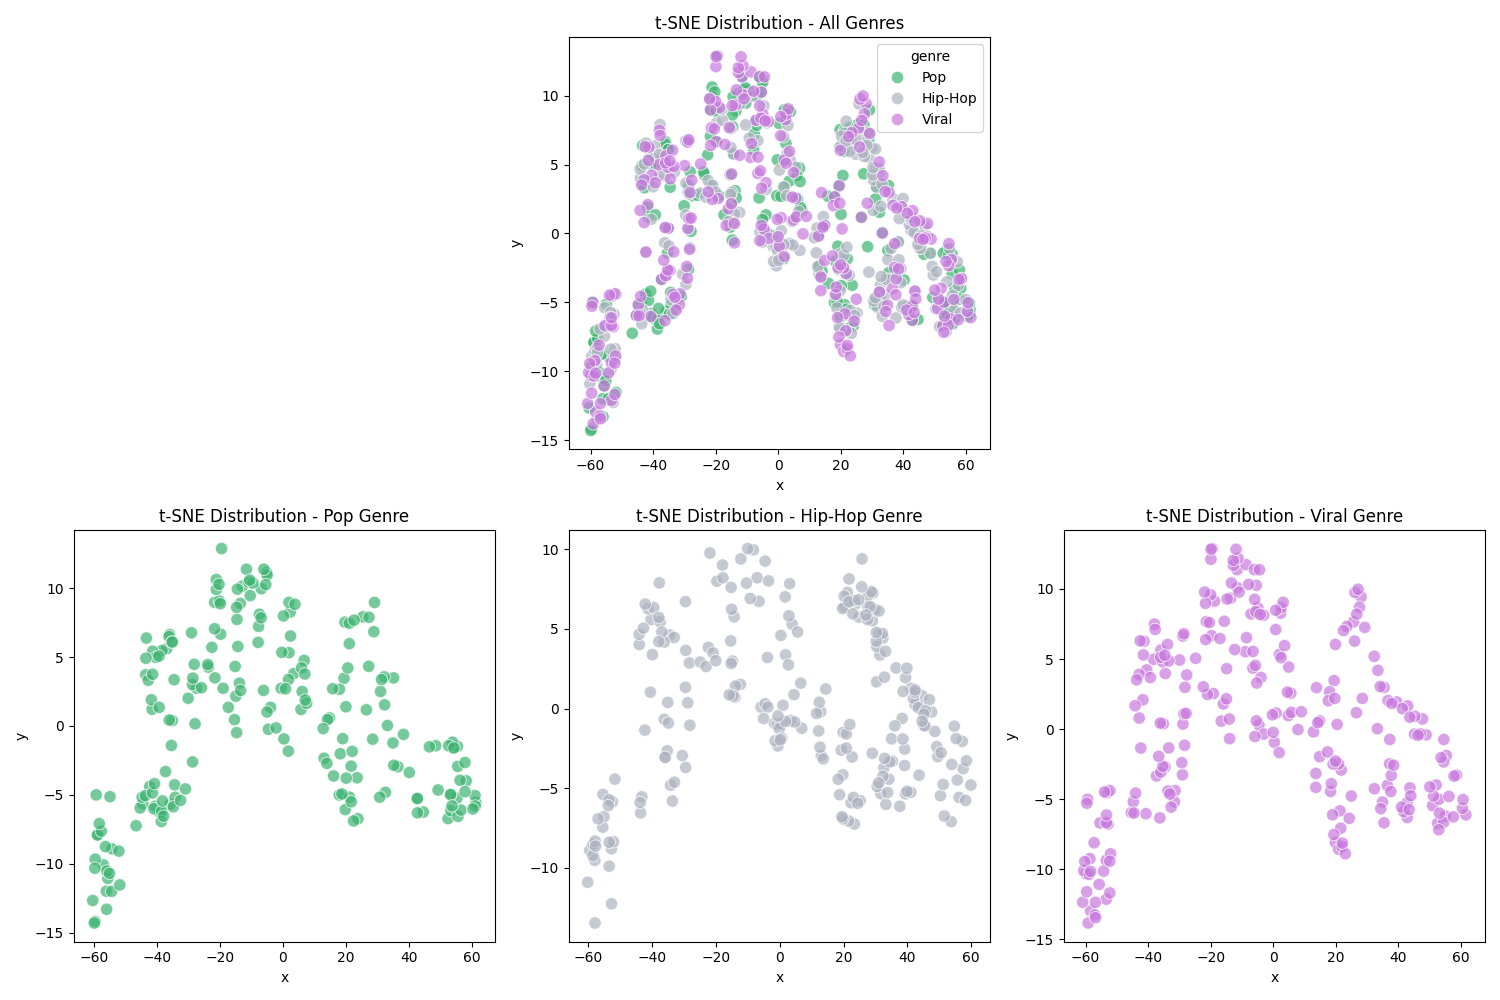 t-SNE Distribution - All Genres
genre
Pop
Hip-Hop
Viral
10
5
0
−5
−10
−15
y
−60 −40 −20 0 20 40 60
x
t-SNE Distribution - Pop Genre
10
5
0
−5
−10
−15
y
−60 −40 −20 0 20 40 60
x
t-SNE Distribution - Hip-Hop Genre
10
5
0
−5
−10
y
−60 −40 −20 0 20 40 60
x
t-SNE Distribution - Viral Genre
10
5
0
−5
−10
−15
y
−60 −40 −20 0 20 40 60
x